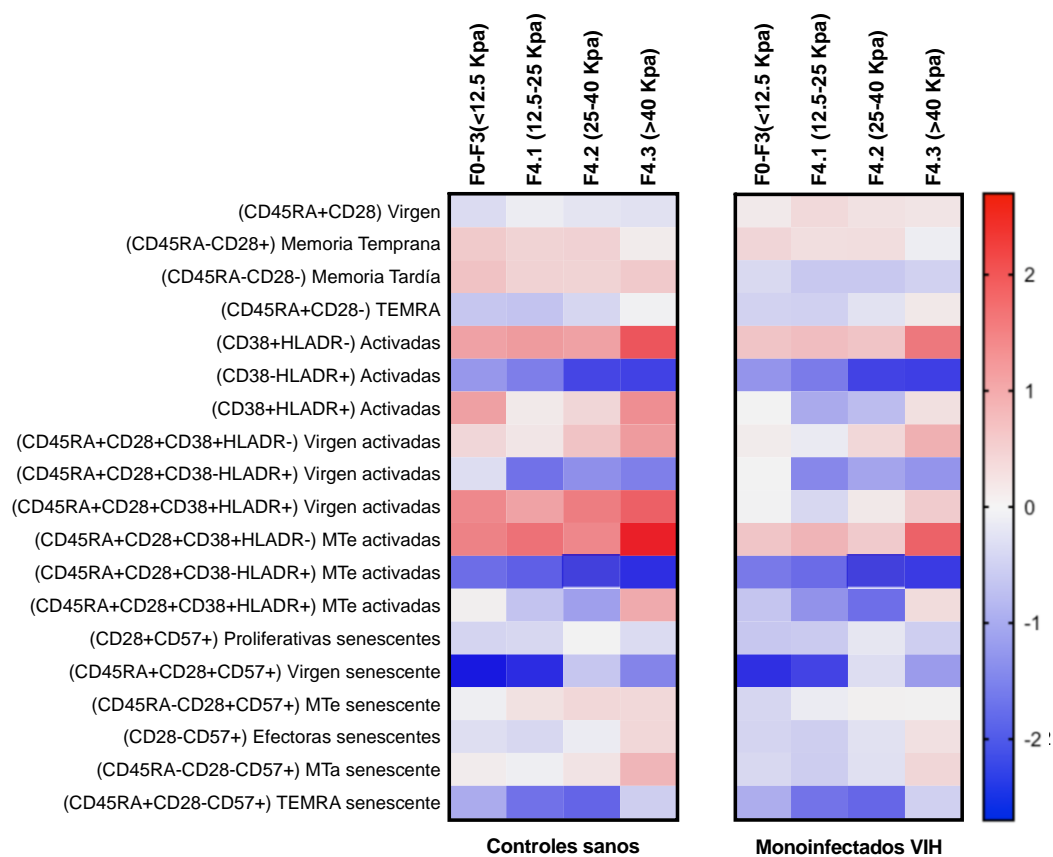 F0-F3(<12.5 Kpa)
F4.1 (12.5-25 Kpa)
F4.2 (25-40 Kpa)
F4.3 (>40 Kpa)
F0-F3(<12.5 Kpa)
F4.1 (12.5-25 Kpa)
F4.2 (25-40 Kpa)
F4.3 (>40 Kpa)
(CD45RA+CD28) Virgen
(CD45RA-CD28+) Memoria Temprana
(CD45RA-CD28-) Memoria Tardía
(CD45RA+CD28-) TEMRA
(CD38+HLADR-) Activadas
(CD38-HLADR+) Activadas
(CD38+HLADR+) Activadas
(CD45RA+CD28+CD38+HLADR-) Virgen activadas
(CD45RA+CD28+CD38-HLADR+) Virgen activadas
(CD45RA+CD28+CD38+HLADR+) Virgen activadas
(CD45RA+CD28+CD38+HLADR-) MTe activadas
(CD45RA+CD28+CD38-HLADR+) MTe activadas
(CD45RA+CD28+CD38+HLADR+) MTe activadas
(CD28+CD57+) Proliferativas senescentes
(CD45RA+CD28+CD57+) Virgen senescente
(CD45RA-CD28+CD57+) MTe senescente
(CD28-CD57+) Efectoras senescentes
(CD45RA-CD28-CD57+) MTa senescente
(CD45RA+CD28-CD57+) TEMRA senescente
2
1
0
-1
-2
Controles sanos
Monoinfectados VIH